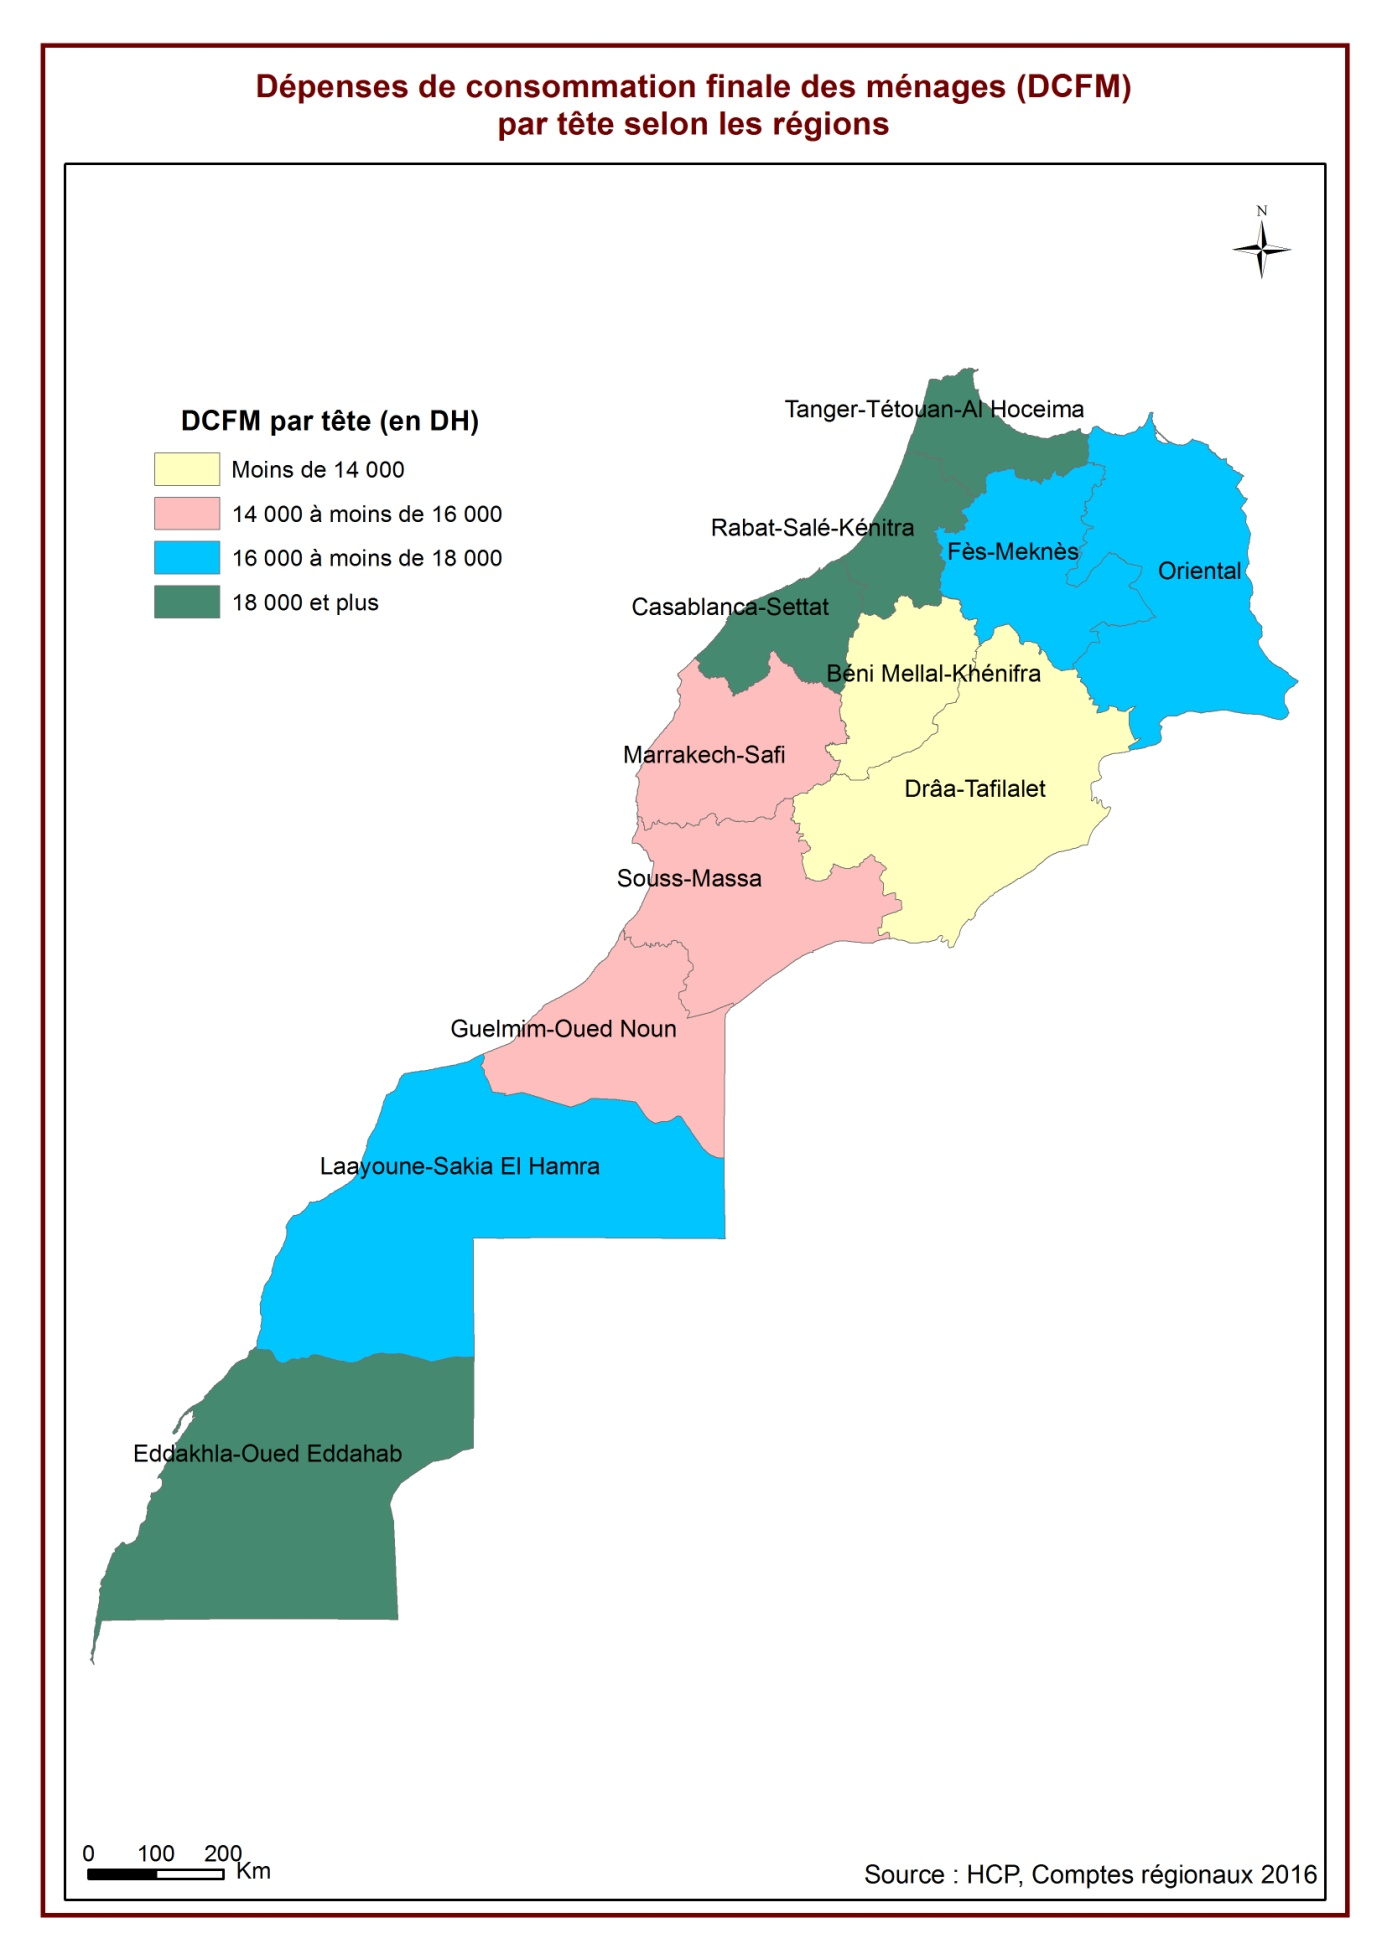 Dépenses de consommation finale des ménages (DCFM)
par tête selon les régions
N
DCFM par tête (en DH)
Moins de 14 000
14 000 à moins de 16 000
16 000 à moins de 18 000
18 000 et plus
Tanger-Tétouan-Al Hoceima
Rabat-Salé-Kénitra
Fès-Meknès
Oriental
Casablanca-Settat
Béni Mellal-Khénifra
Marrakech-Safi
Drâa-Tafilalet
Souss-Massa
Guelmim-Oued Noun
Laayoune-Sakia El Hamra
Eddakhla-Oued Eddahab
0 100 200
Km
Source : HCP, Comptes régionaux 2016